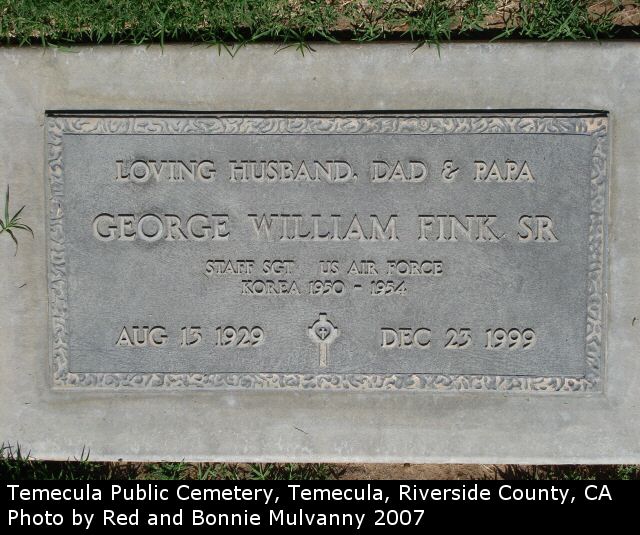 LOVING HUSBAND, DAD & PAPA
GEORGE WILLIAM FINK SR
STAFF SGT US AIR FORCE
KOREA 1950 - 1954
AUG 13 1929 DEC 23 1999
Temecula Public Cemetery, Temecula, Riverside County, CA
Photo by Red and Bonnie Mulvanny 2007